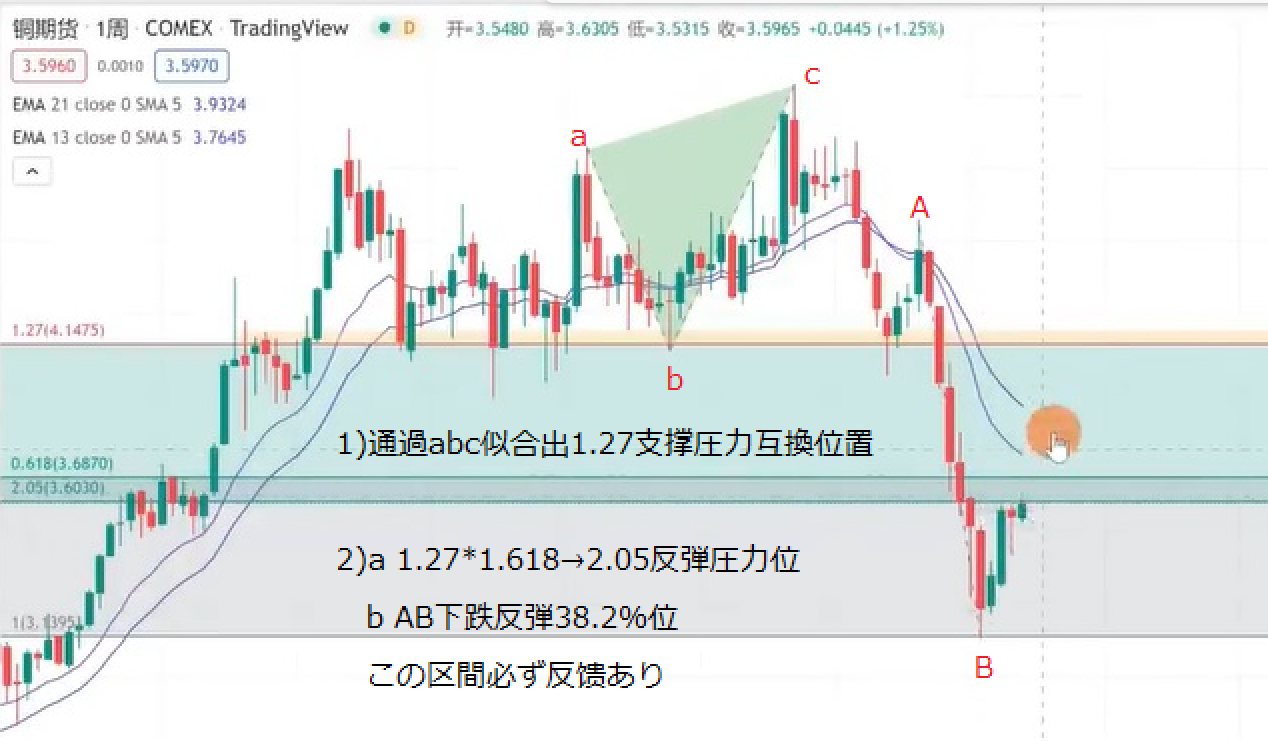 铜期货 · 1周 · COMEX · TradingView D 开=3.5480 高=3.6305 低=3.5315 收=3.5965 +0.0445 (+1.25%)
3.5960 0.0010 3.5970
EMA 21 close 0 SMA 5 3.9324
EMA 13 close 0 SMA 5 3.7645
c
a
A
1.27(4.1475)
b
1)通過abc似合出1.27支撑圧力互換位置
0.618(3.6870)
2.05(3.6030)
2)a 1.27*1.618→2.05反弾圧力位
b AB下跌反弾38.2%位
1(3.1395)
B
この区間必ず反馈あり